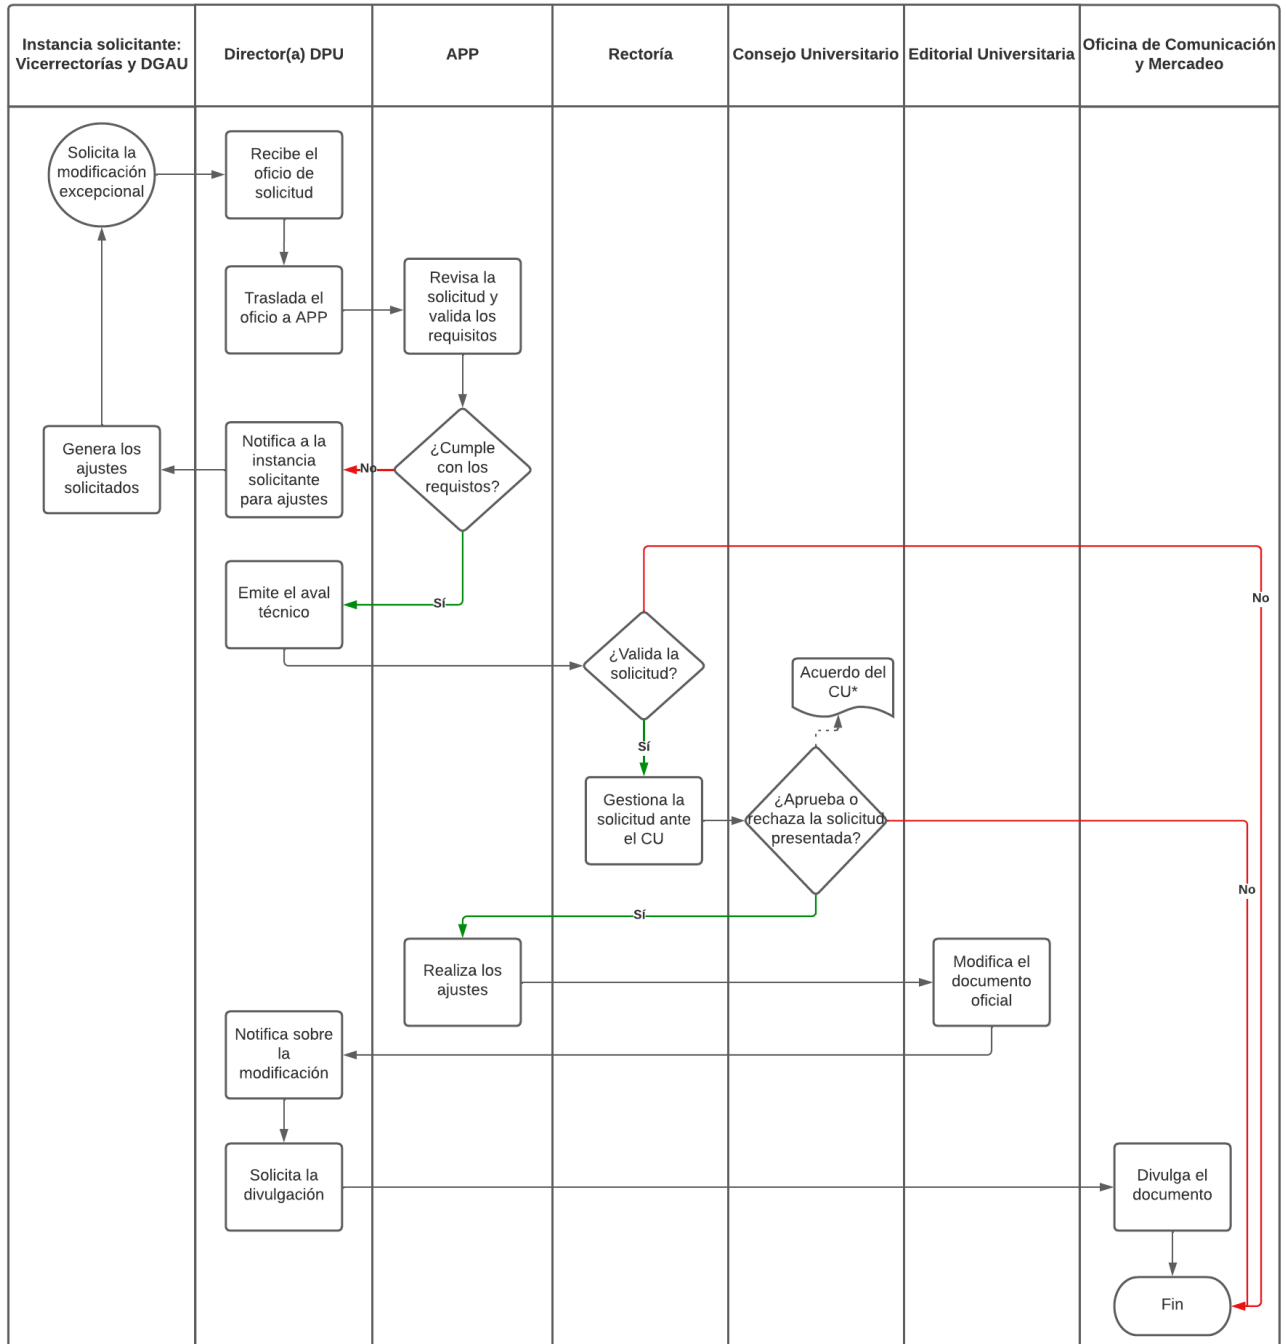 Instancia solicitante:
Vicerrectorías y DGAU
Director(a) DPU
APP
Rectoría
Consejo Universitario
Editorial Universitaria
Oficina de Comunicación
y Mercadeo
Solicita la
modificación
excepcional
Recibe el
oficio de
solicitud
Traslada el
oficio a APP
Revisa la
solicitud y
valida los
requisitos
¿Cumple
con los
requistos?
No
Notifica a la
instancia
solicitante
para ajustes
Genera los
ajustes
solicitados
Sí
Emite el aval
técnico
¿Valida la
solicitud?
No
Sí
Acuerdo del
CU*
Gestiona la
solicitud ante
el CU
¿Aprueba o
rechaza la solicitud
presentada?
No
Sí
Realiza los
ajustes
Modifica el
documento
oficial
Notifica sobre
la
modificación
Solicita la
divulgación
Divulga el
documento
Fin